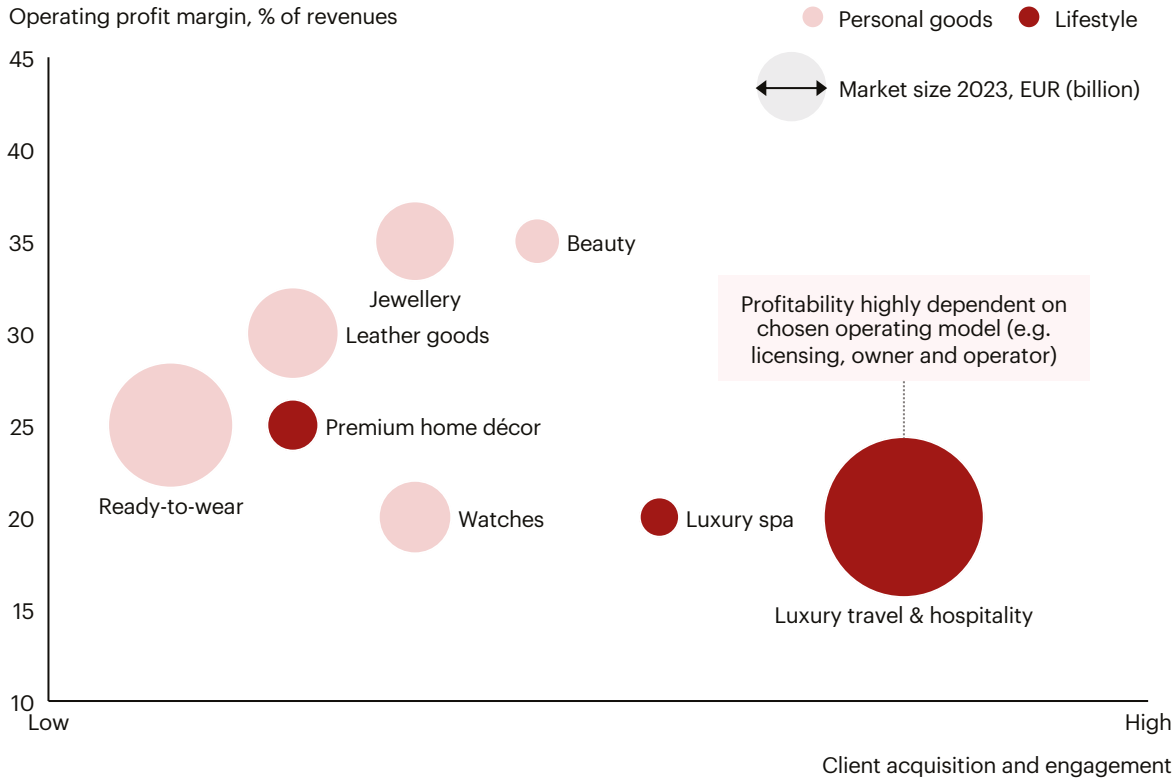 Operating profit margin, % of revenues
Personal goods
Lifestyle
Market size 2023, EUR (billion)
45
40
35
30
25
20
15
10
Beauty
Jewellery
Leather goods
Profitability highly dependent on
chosen operating model (e.g.
licensing, owner and operator)
Premium home décor
Ready-to-wear
Watches
Luxury spa
Luxury travel & hospitality
Low
High
Client acquisition and engagement